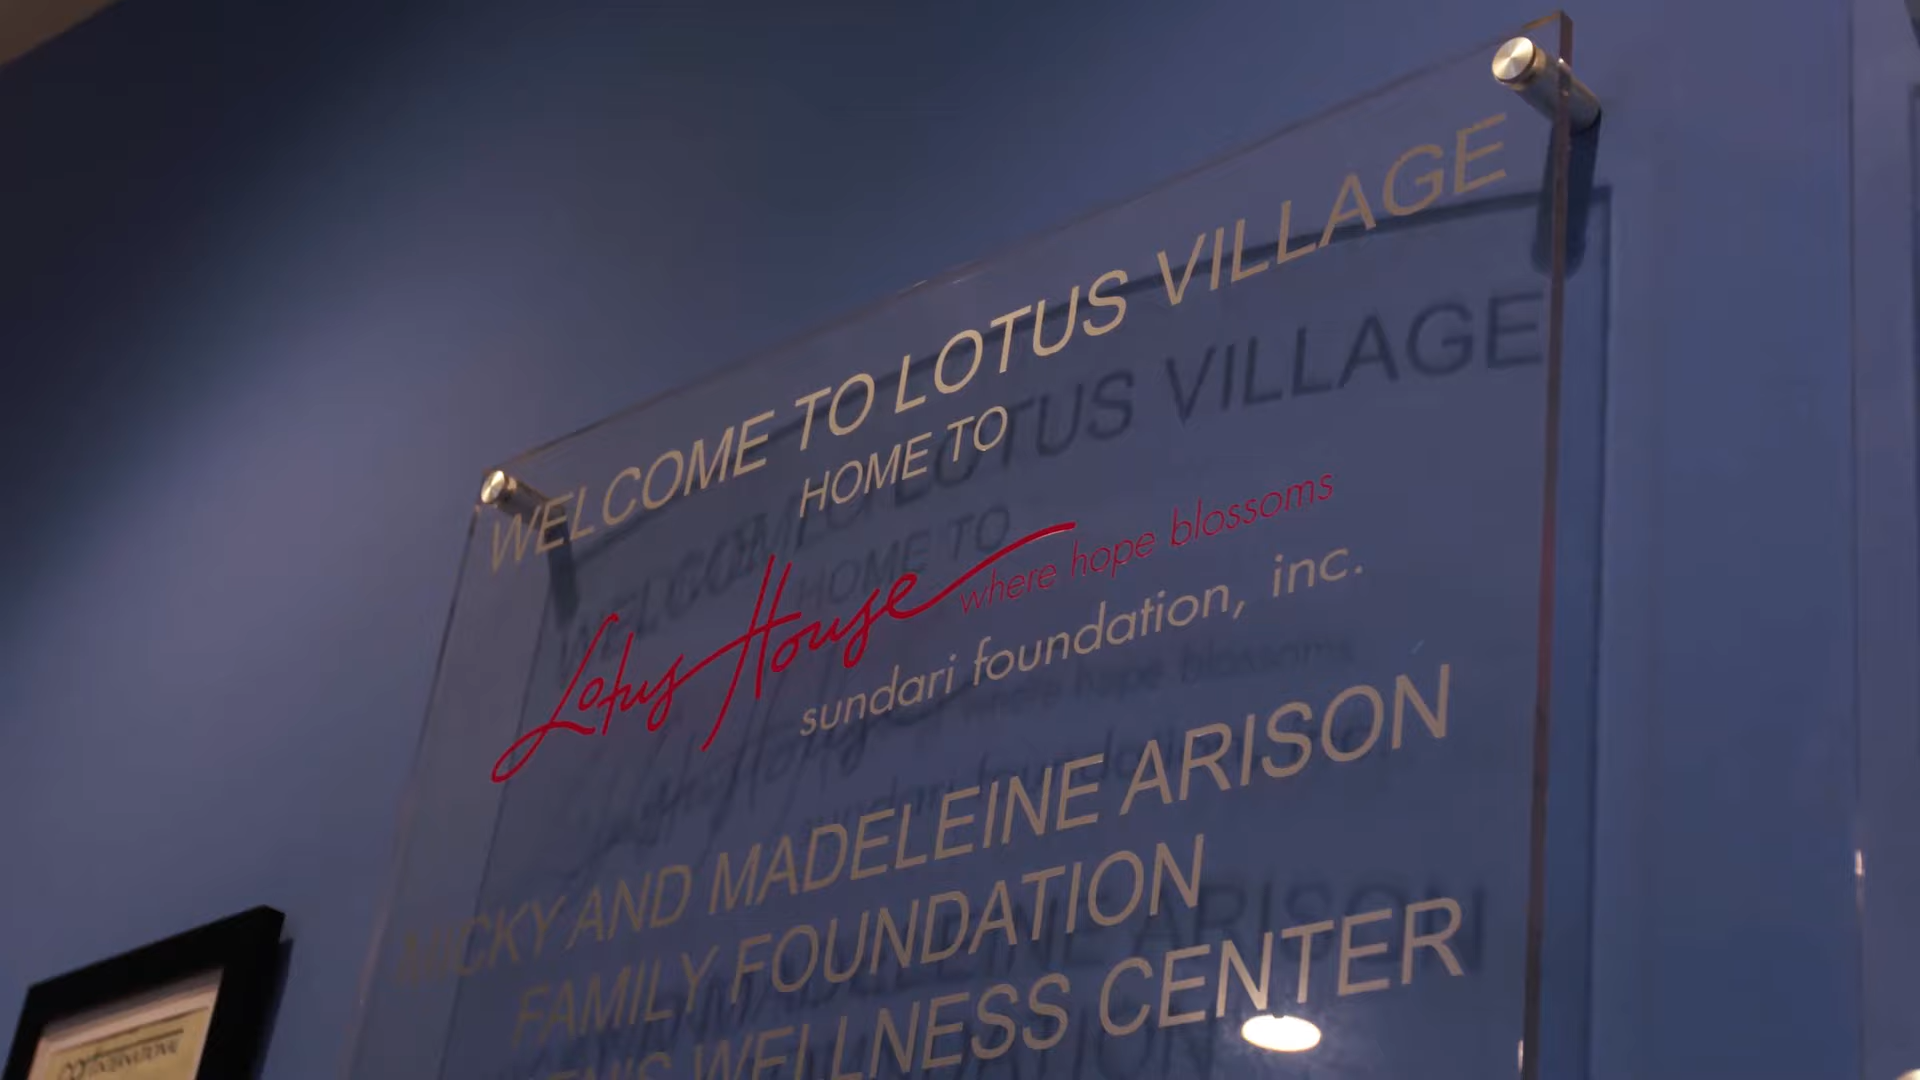 WELCOME TO LOTUS VILLAGE
HOME TO
Lotus House where hope blossoms
sundari foundation, inc.
MICKY AND MADELEINE ARISON
FAMILY FOUNDATION
WELLNESS CENTER
INTERNATIONAL